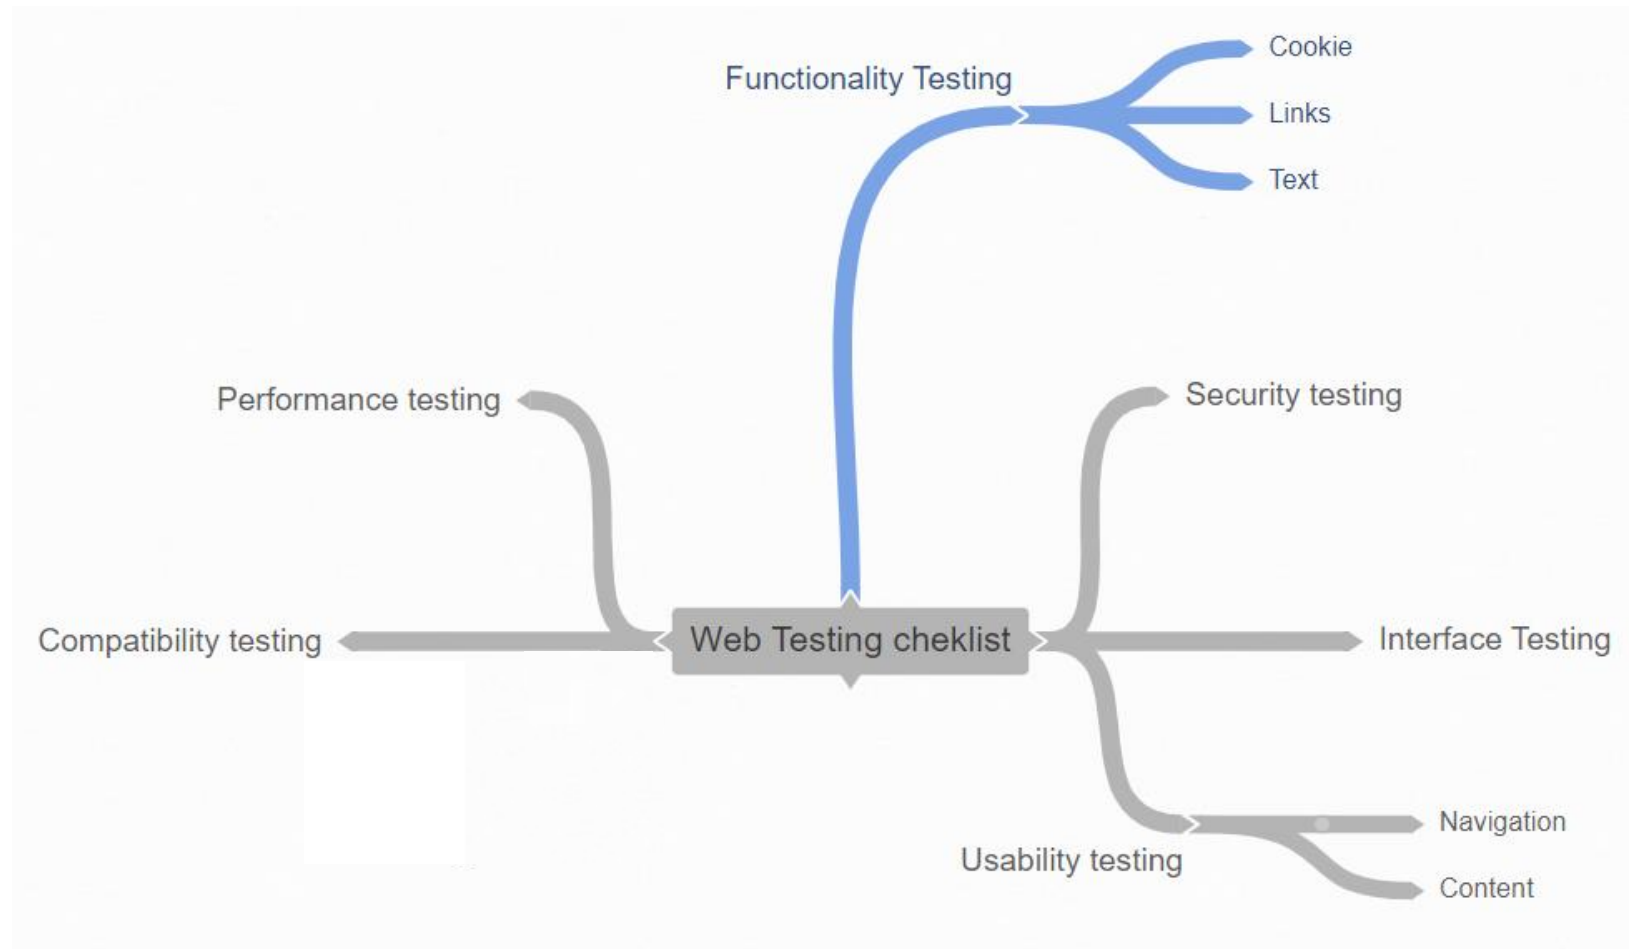 Cookie
Functionality Testing
Links
Text
Performance testing
Security testing
Compatibility testing
Web Testing cheklist
Interface Testing
Navigation
Usability testing
Content